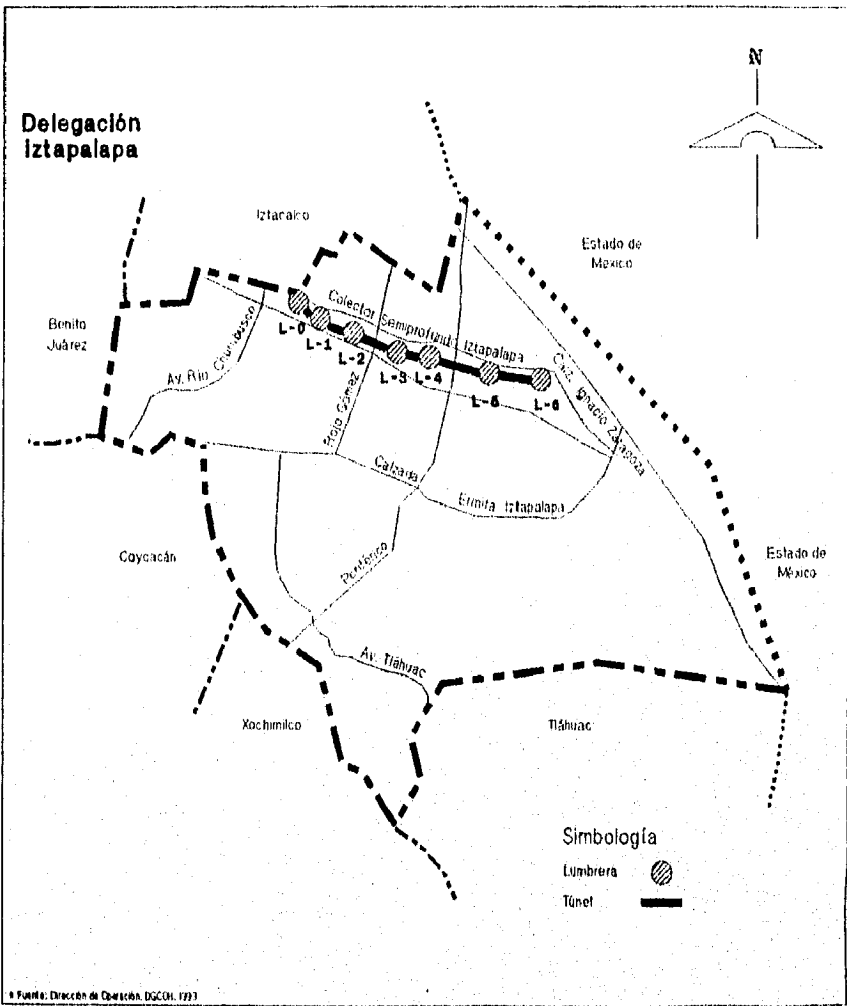 N
Delegación
Iztapalapa
Iztacalco
Estado de
México
Benito
Juárez
Av. Río Churubusco
Colector Semiprofundo Iztapalapa
L-0
L-1
L-2
L-3
L-4
L-5
L-6
Calz. Ignacio Zaragoza
Rojo Gómez
Calzada
Ermita Iztapalapa
Coyoacán
Periférico
Estado de
México
Av. Tláhuac
Xochimilco
Tláhuac
Simbología
Lumbrera
Túnel
* Fuente: Dirección de Operación, DGCOH, 1993